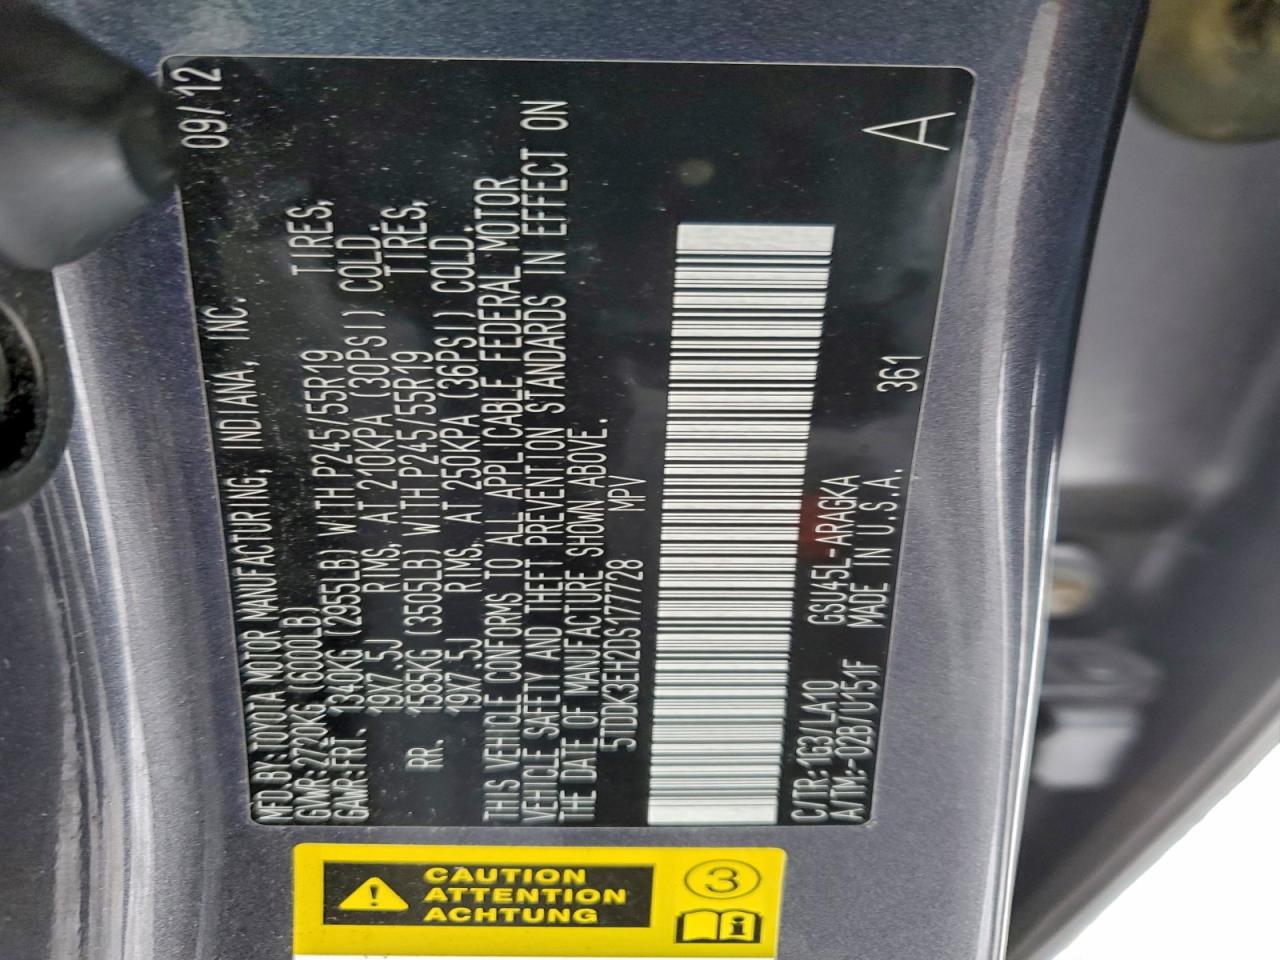 MFD.BY:TOYOTA MOTOR MANUFACTURING, INDIANA, INC. 09/12
GVWR:2720KG (6000LB)
GAWR:FRT. 1340KG (2955LB) WITH P245/55R19 TIRES,
19X7.5J RIMS, AT 210KPA (30PSI) COLD.
RR. 1585KG (3505LB) WITH P245/55R19 TIRES,
19X7.5J RIMS, AT 250KPA (36PSI) COLD.
THIS VEHICLE CONFORMS TO ALL APPLICABLE FEDERAL MOTOR
VEHICLE SAFETY AND THEFT PREVENTION STANDARDS IN EFFECT ON
THE DATE OF MANUFACTURE SHOWN ABOVE.
5TDDK3EH2DS177728 MPV
C/TR:1G3/LA10 GSU45L-ARAGKA 361 A
A/TM:-02B/U151F MADE IN U.S.A.
CAUTION
ATTENTION
ACHTUNG
3